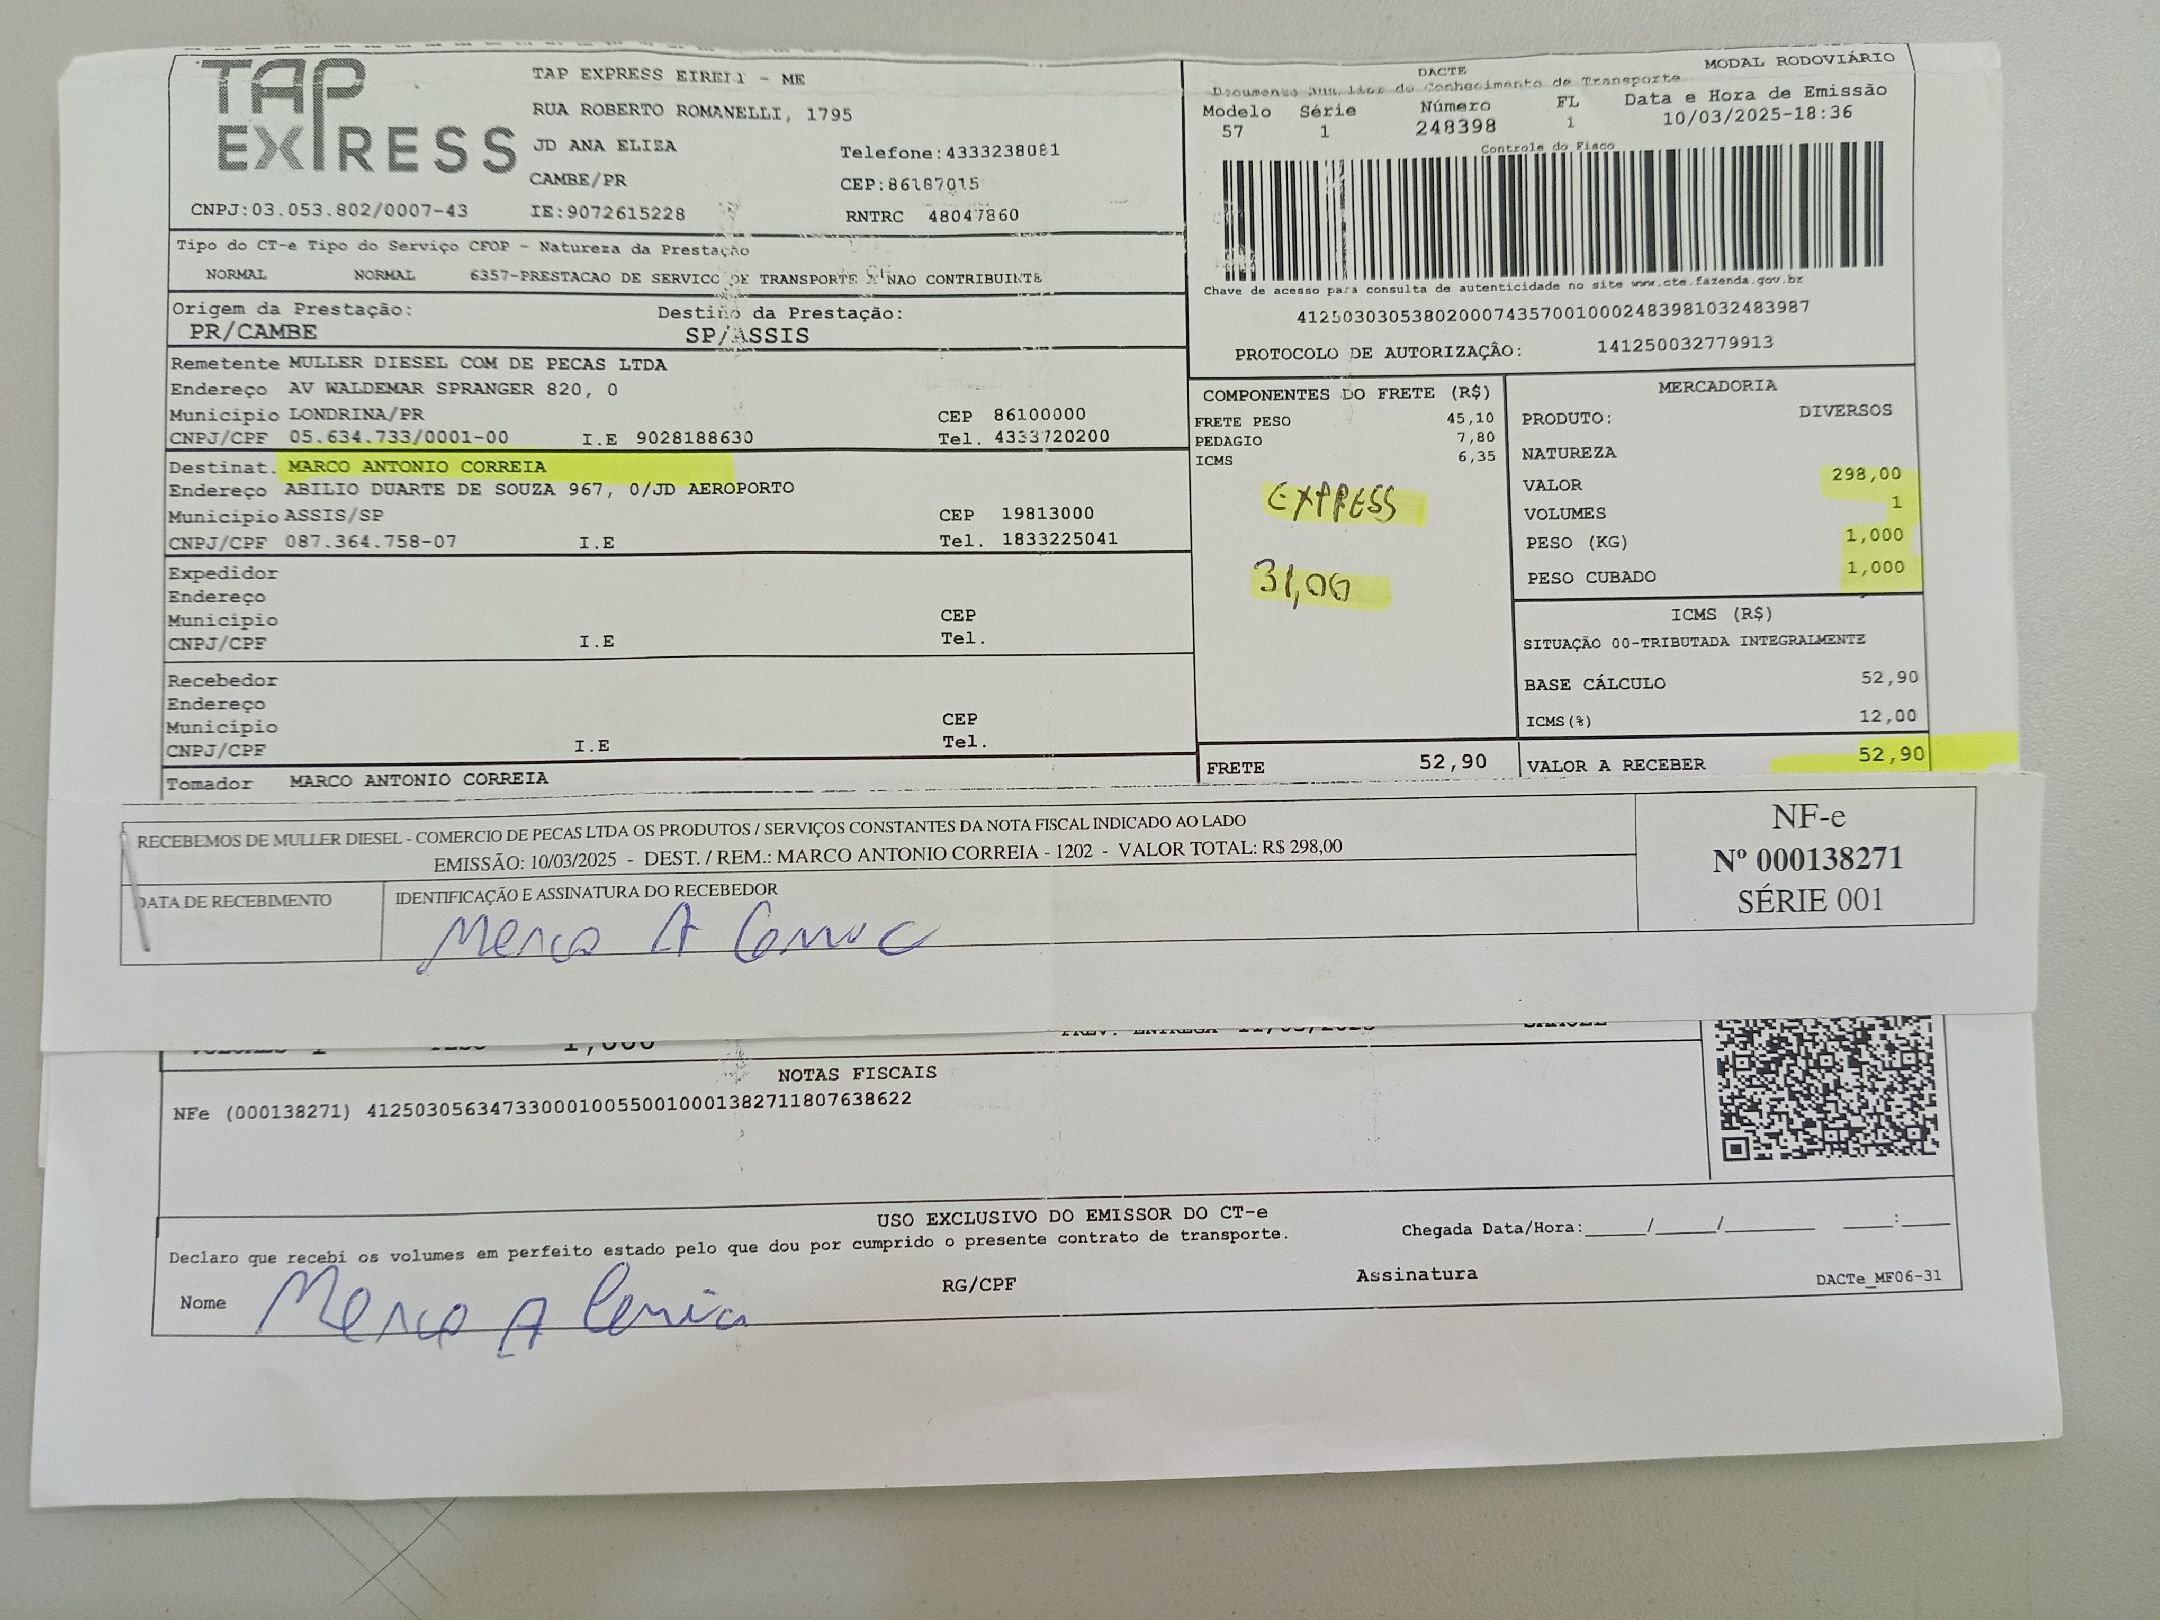 TAP EXPRESS
TAP EXPRESS EIRELI - ME
RUA ROBERTO ROMANELLI, 1795
JD ANA ELIZA
Telefone:4333238081
CAMBE/PR
CEP:86187015
CNPJ:03.053.802/0007-43 IE:9072615228 RNTRC 48047860
DACTE MODAL RODOVIÁRIO
Conhecimento de Transporte
Modelo Série Número FL Data e Hora de Emissão
57 1 248398 1 10/03/2025-18:36
Controle do Fisco
Chave de acesso para consulta de autenticidade no site www.cte.fazenda.gov.br
41250303053802000743570010002483981032483987
PROTOCOLO DE AUTORIZAÇÂO: 141250032779913
Tipo do CT-e Tipo do Serviço CFOP - Natureza da Prestação
NORMAL NORMAL 6357-PRESTACAO DE SERVICO DE TRANSPORTE NAO CONTRIBUINTE
Origem da Prestação: Destino da Prestação:
PR/CAMBE SP/ASSIS
Remetente MULLER DIESEL COM DE PECAS LTDA
Endereço AV WALDEMAR SPRANGER 820, 0
Município LONDRINA/PR CEP 86100000
CNPJ/CPF 05.634.733/0001-00 I.E 9028188630 Tel. 4333720200
Destinat. MARCO ANTONIO CORREIA
Endereço ABILIO DUARTE DE SOUZA 967, 0/JD AEROPORTO
Município ASSIS/SP CEP 19813000
CNPJ/CPF 087.364.758-07 I.E Tel. 1833225041
Expedidor
Endereço
Município CEP
CNPJ/CPF I.E Tel.
Recebedor
Endereço
Município CEP
CNPJ/CPF I.E Tel.
Tomador MARCO ANTONIO CORREIA
COMPONENTES DO FRETE (R$)
FRETE PESO 45,10
PEDAGIO 7,80
ICMS 6,35
EXPRESS
31,00
FRETE 52,90
MERCADORIA
PRODUTO: DIVERSOS
NATUREZA
VALOR 298,00
VOLUMES 1
PESO (KG) 1,000
PESO CUBADO 1,000
ICMS (R$)
SITUAÇÃO 00-TRIBUTADA INTEGRALMENTE
BASE CÁLCULO 52,90
ICMS(%) 12,00
VALOR A RECEBER 52,90
RECEBEMOS DE MULLER DIESEL - COMERCIO DE PECAS LTDA OS PRODUTOS / SERVIÇOS CONSTANTES DA NOTA FISCAL INDICADO AO LADO
EMISSÃO: 10/03/2025 - DEST. / REM.: MARCO ANTONIO CORREIA - 1202 - VALOR TOTAL: R$ 298,00
DATA DE RECEBIMENTO IDENTIFICAÇÃO E ASSINATURA DO RECEBEDOR
NF-e
Nº 000138271
SÉRIE 001
NOTAS FISCAIS
NFe (000138271) 41250305634733000100550010001382711807638622
USO EXCLUSIVO DO EMISSOR DO CT-e
Declaro que recebi os volumes em perfeito estado pelo que dou por cumprido o presente contrato de transporte.
Chegada Data/Hora:_____/_____/________ ____:____
Nome RG/CPF Assinatura DACTe_MF06-31